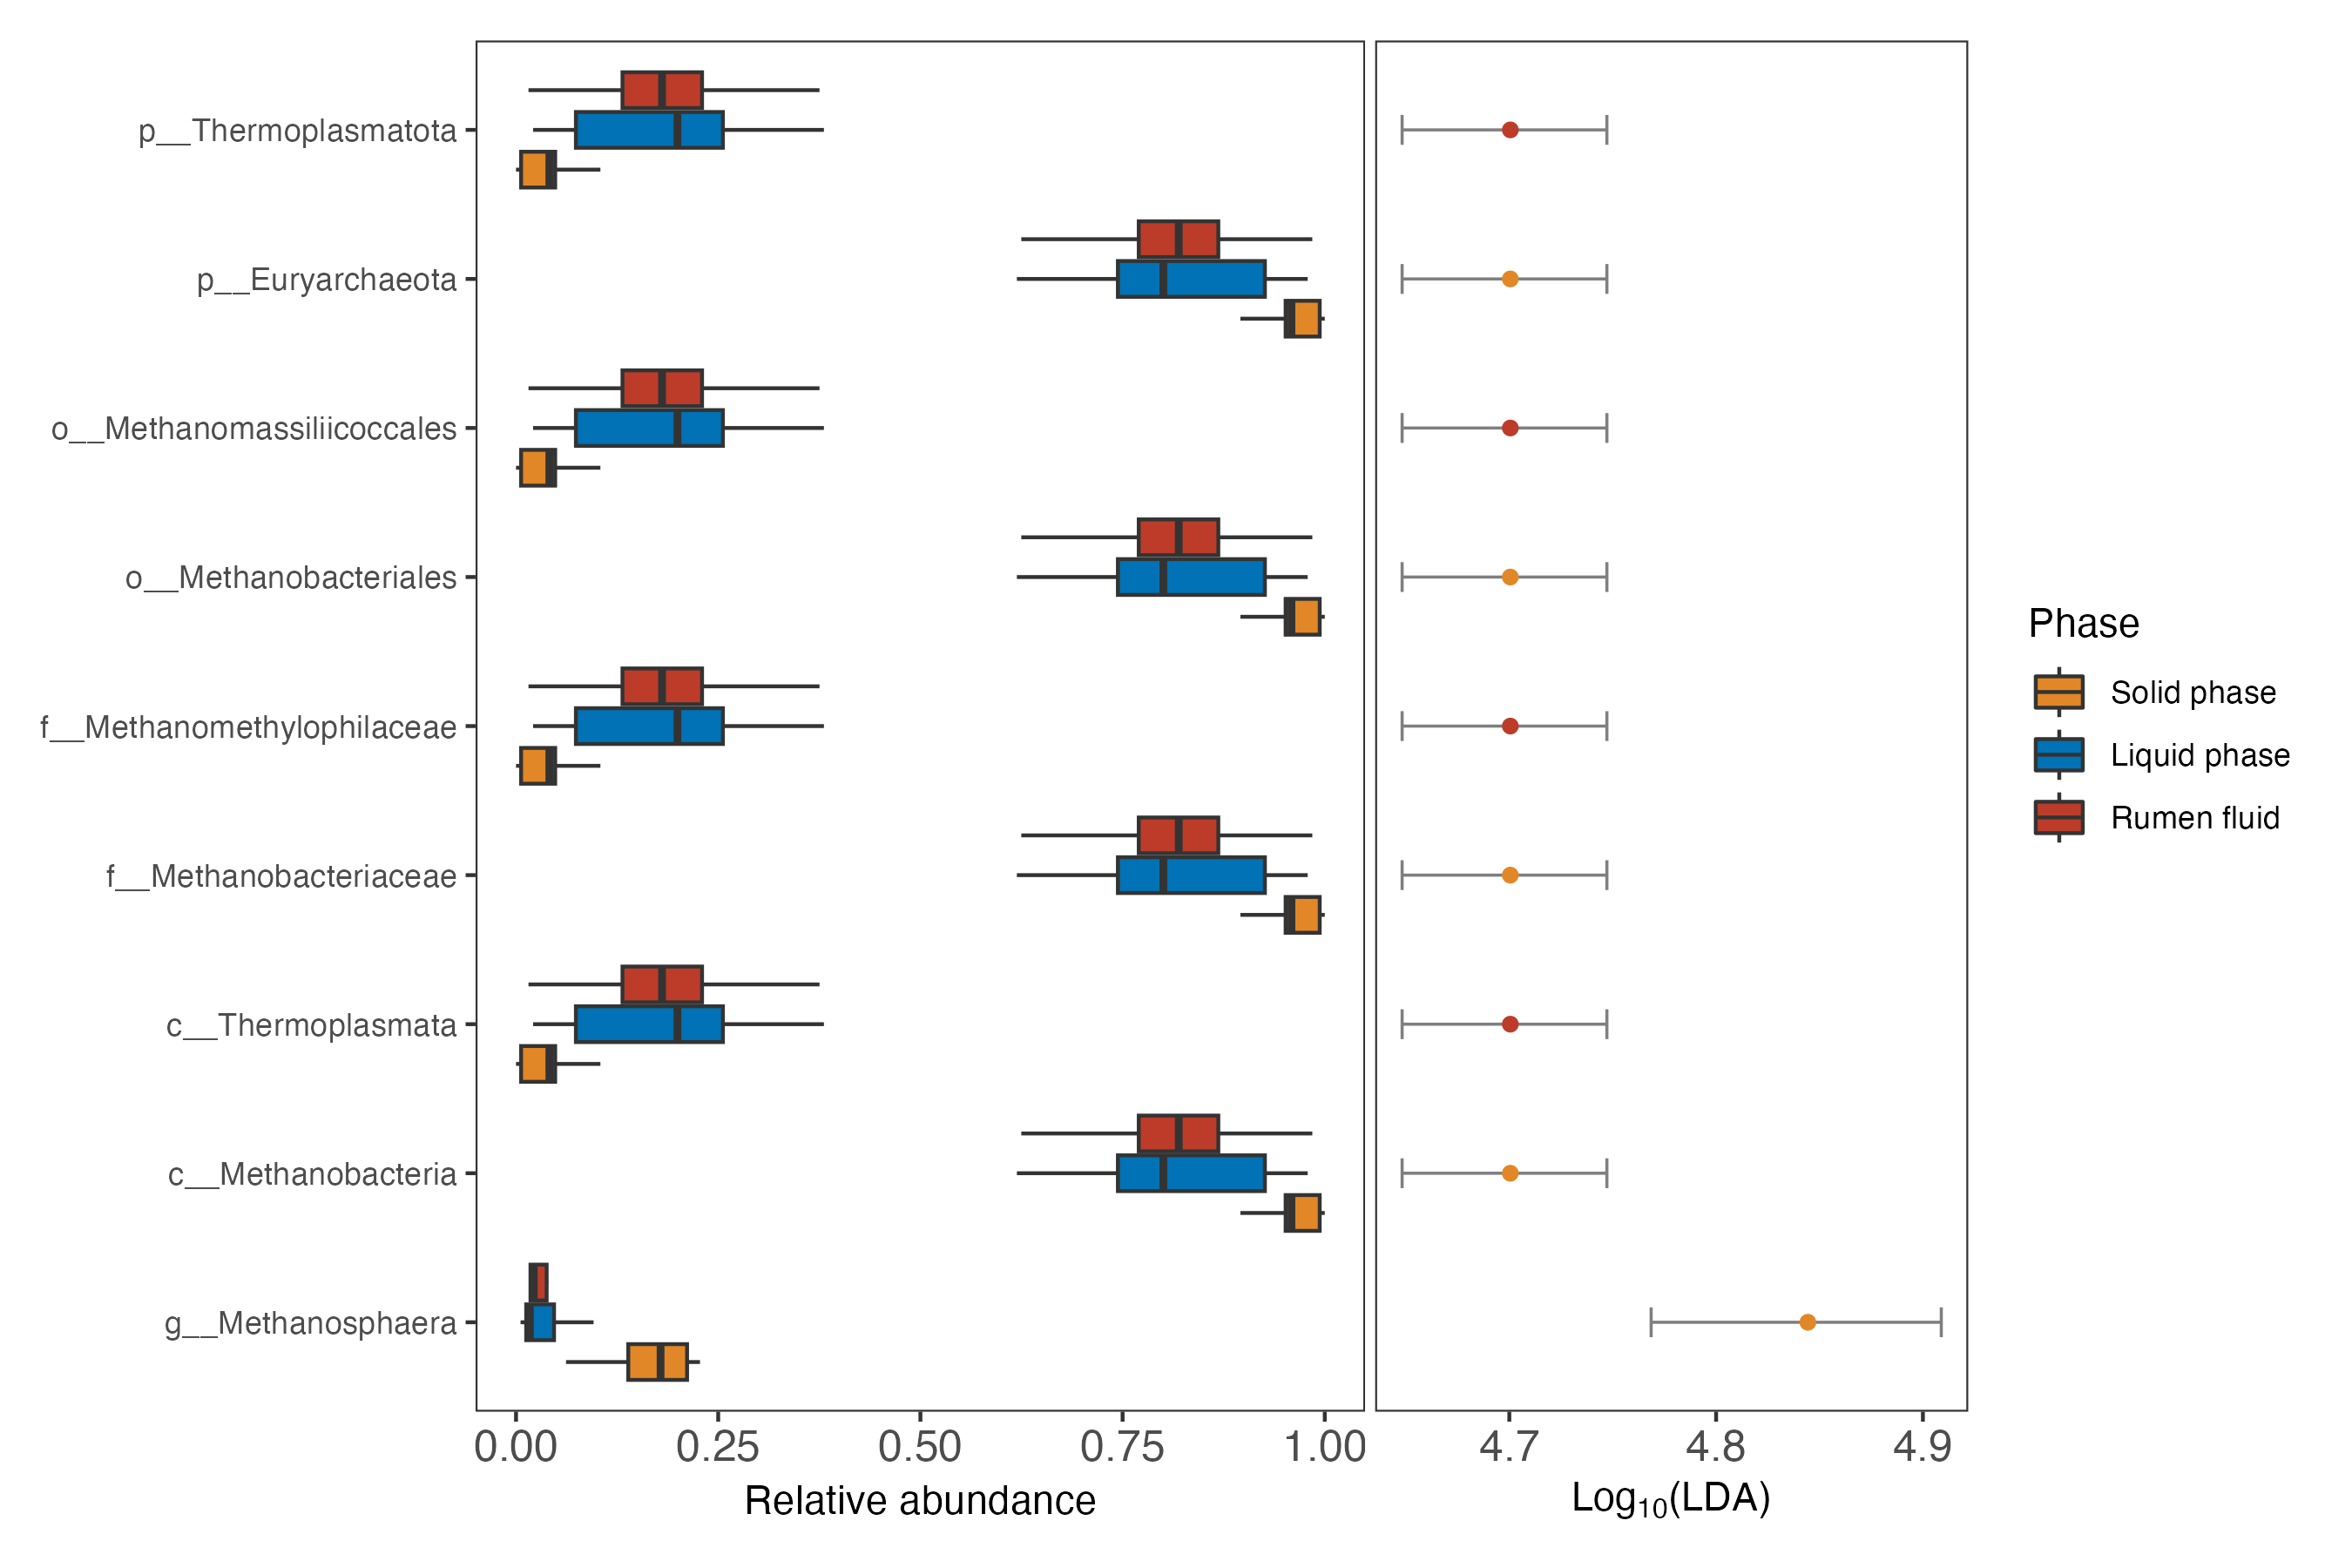 p__Thermoplasmatota
p__Euryarchaeota
o__Methanomassiliicoccales
o__Methanobacteriales
f__Methanomethylophilaceae
f__Methanobacteriaceae
c__Thermoplasmata
c__Methanobacteria
g__Methanosphaera
0.00 0.25 0.50 0.75 1.00
Relative abundance
4.7 4.8 4.9
Log10(LDA)
Phase
Solid phase
Liquid phase
Rumen fluid